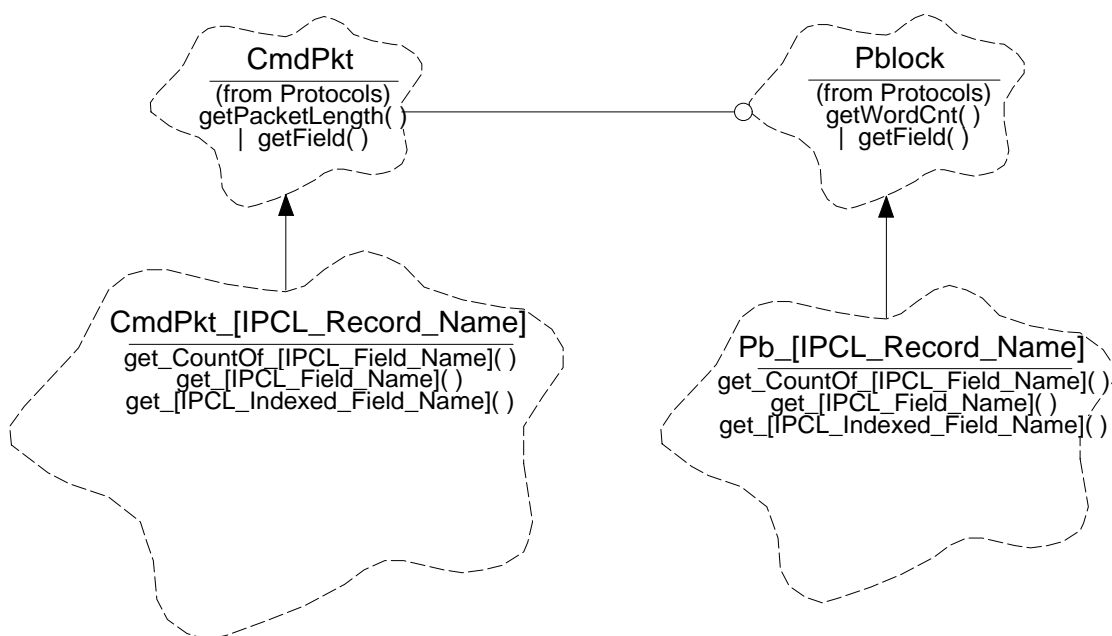 CmdPkt
(from Protocols)
getPacketLength( )
| getField( )
Pblock
(from Protocols)
getWordCnt( )
| getField( )
CmdPkt_[IPCL_Record_Name]
get_CountOf_[IPCL_Field_Name]( )
get_[IPCL_Field_Name]( )
get_[IPCL_Indexed_Field_Name]( )
Pb_[IPCL_Record_Name]
get_CountOf_[IPCL_Field_Name]( )
get_[IPCL_Field_Name]( )
get_[IPCL_Indexed_Field_Name]( )